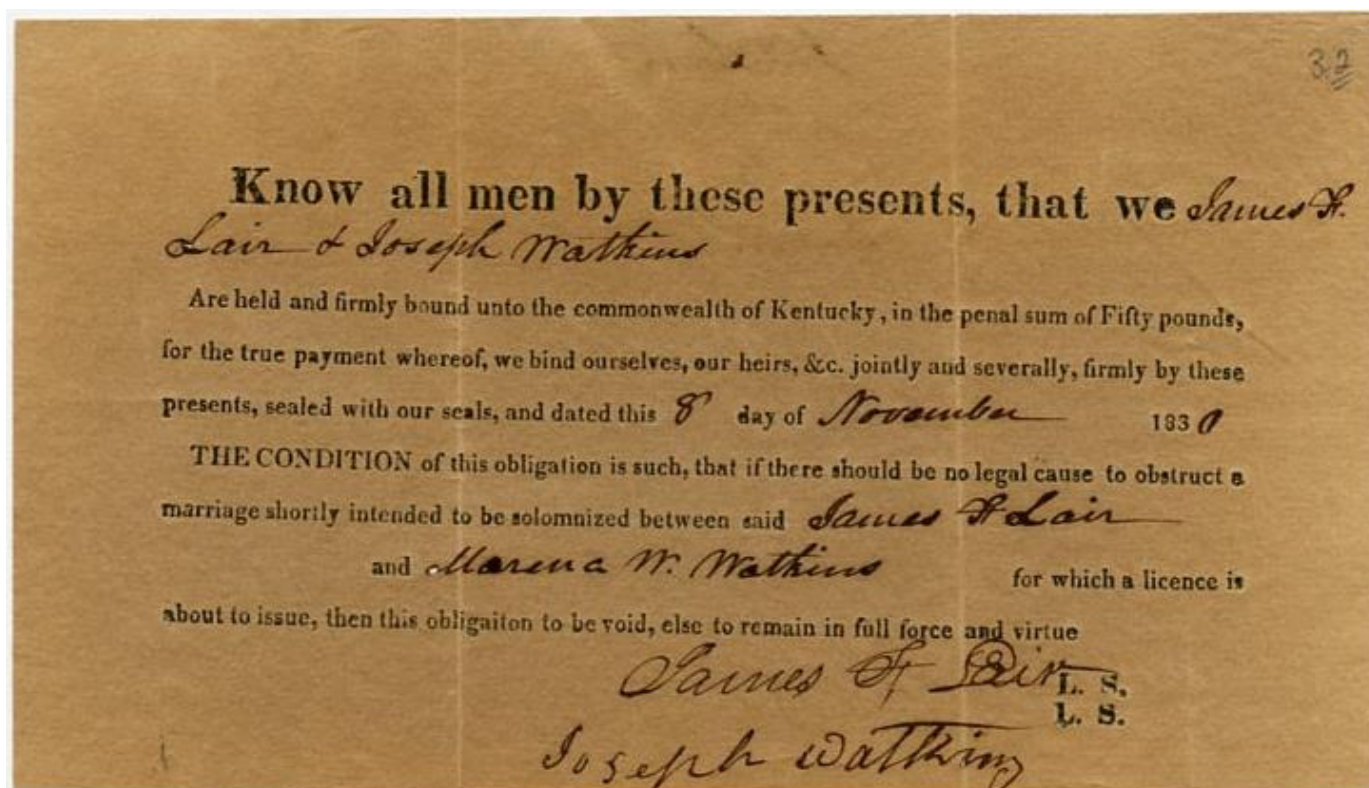 32
Know all men by these presents, that we James H.
Lair & Joseph Watkins
Are held and firmly bound unto the commonwealth of Kentucky, in the penal sum of Fifty pounds,
for the true payment whereof, we bind ourselves, our heirs, &c. jointly and severally, firmly by these
presents, sealed with our seals, and dated this 8 day of November 1830
THE CONDITION of this obligation is such, that if there should be no legal cause to obstruct a
marriage shortly intended to be solomnized between said James H Lair
and Marena W. Watkins for which a licence is
about to issue, then this obligaiton to be void, else to remain in full force and virtue
James H Lair L. S.
L. S.
Joseph Watkins